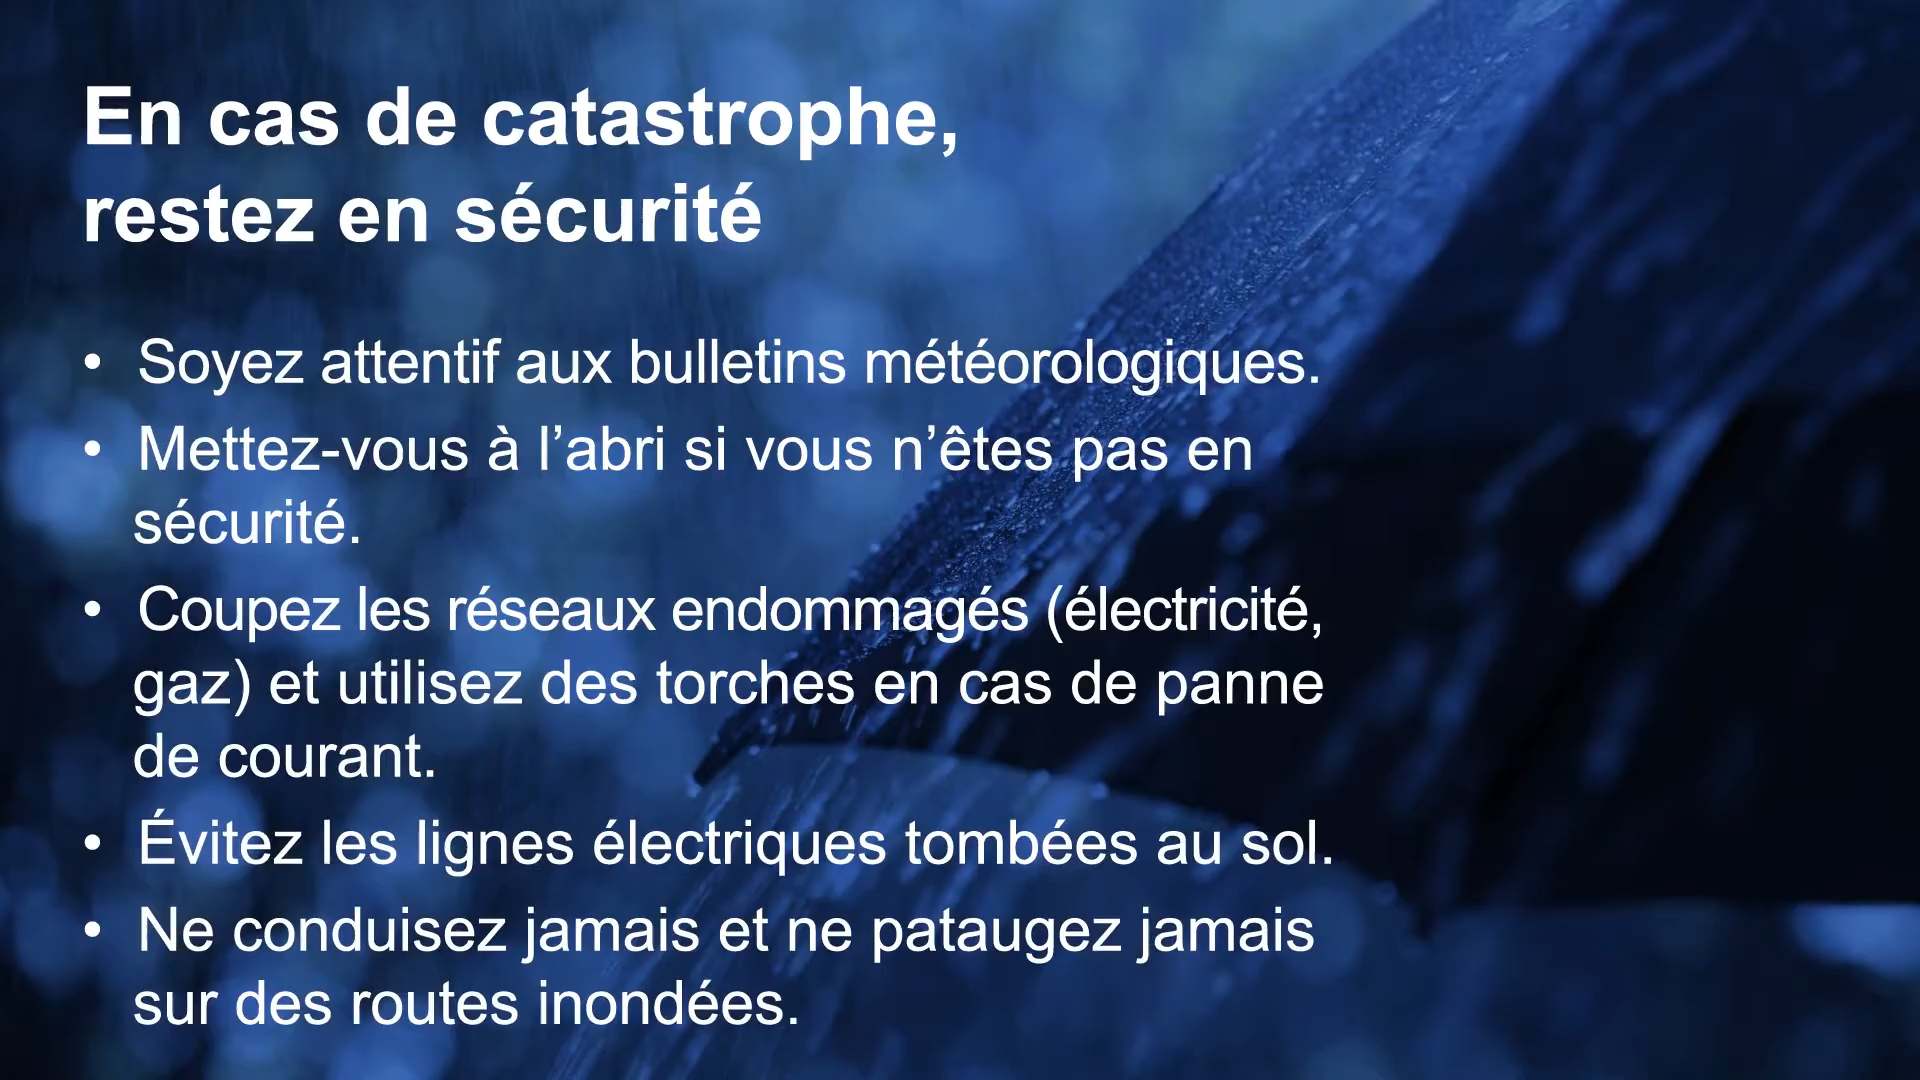 En cas de catastrophe,
restez en sécurité
• Soyez attentif aux bulletins météorologiques.
• Mettez-vous à l’abri si vous n’êtes pas en
sécurité.
• Coupez les réseaux endommagés (électricité,
gaz) et utilisez des torches en cas de panne
de courant.
• Évitez les lignes électriques tombées au sol.
• Ne conduisez jamais et ne pataugez jamais
sur des routes inondées.